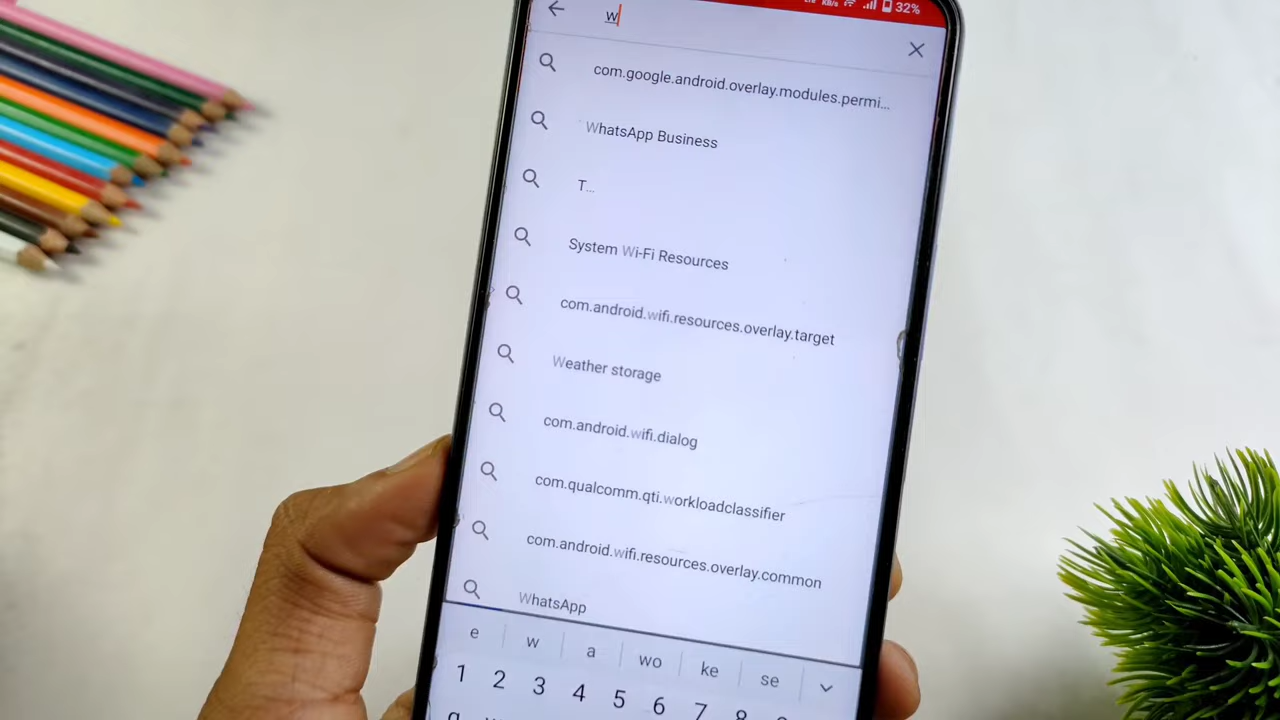 KB/s 32%
w
com.google.android.overlay.modules.permi...
WhatsApp Business
T...
System Wi-Fi Resources
com.android.wifi.resources.overlay.target
Weather storage
com.android.wifi.dialog
com.qualcomm.qti.workloadclassifier
com.android.wifi.resources.overlay.common
WhatsApp
e w a wo ke se
1 2 3 4 5 6 7 8